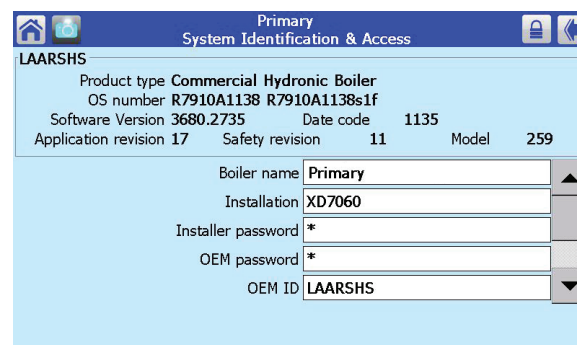 Primary
System Identification & Access
LAARSHS
Product type Commercial Hydronic Boiler
OS number R7910A1138 R7910A1138s1f
Software Version 3680.2735 Date code 1135
Application revision 17 Safety revision 11 Model 259
Boiler name Primary
Installation XD7060
Installer password *
OEM password *
OEM ID LAARSHS